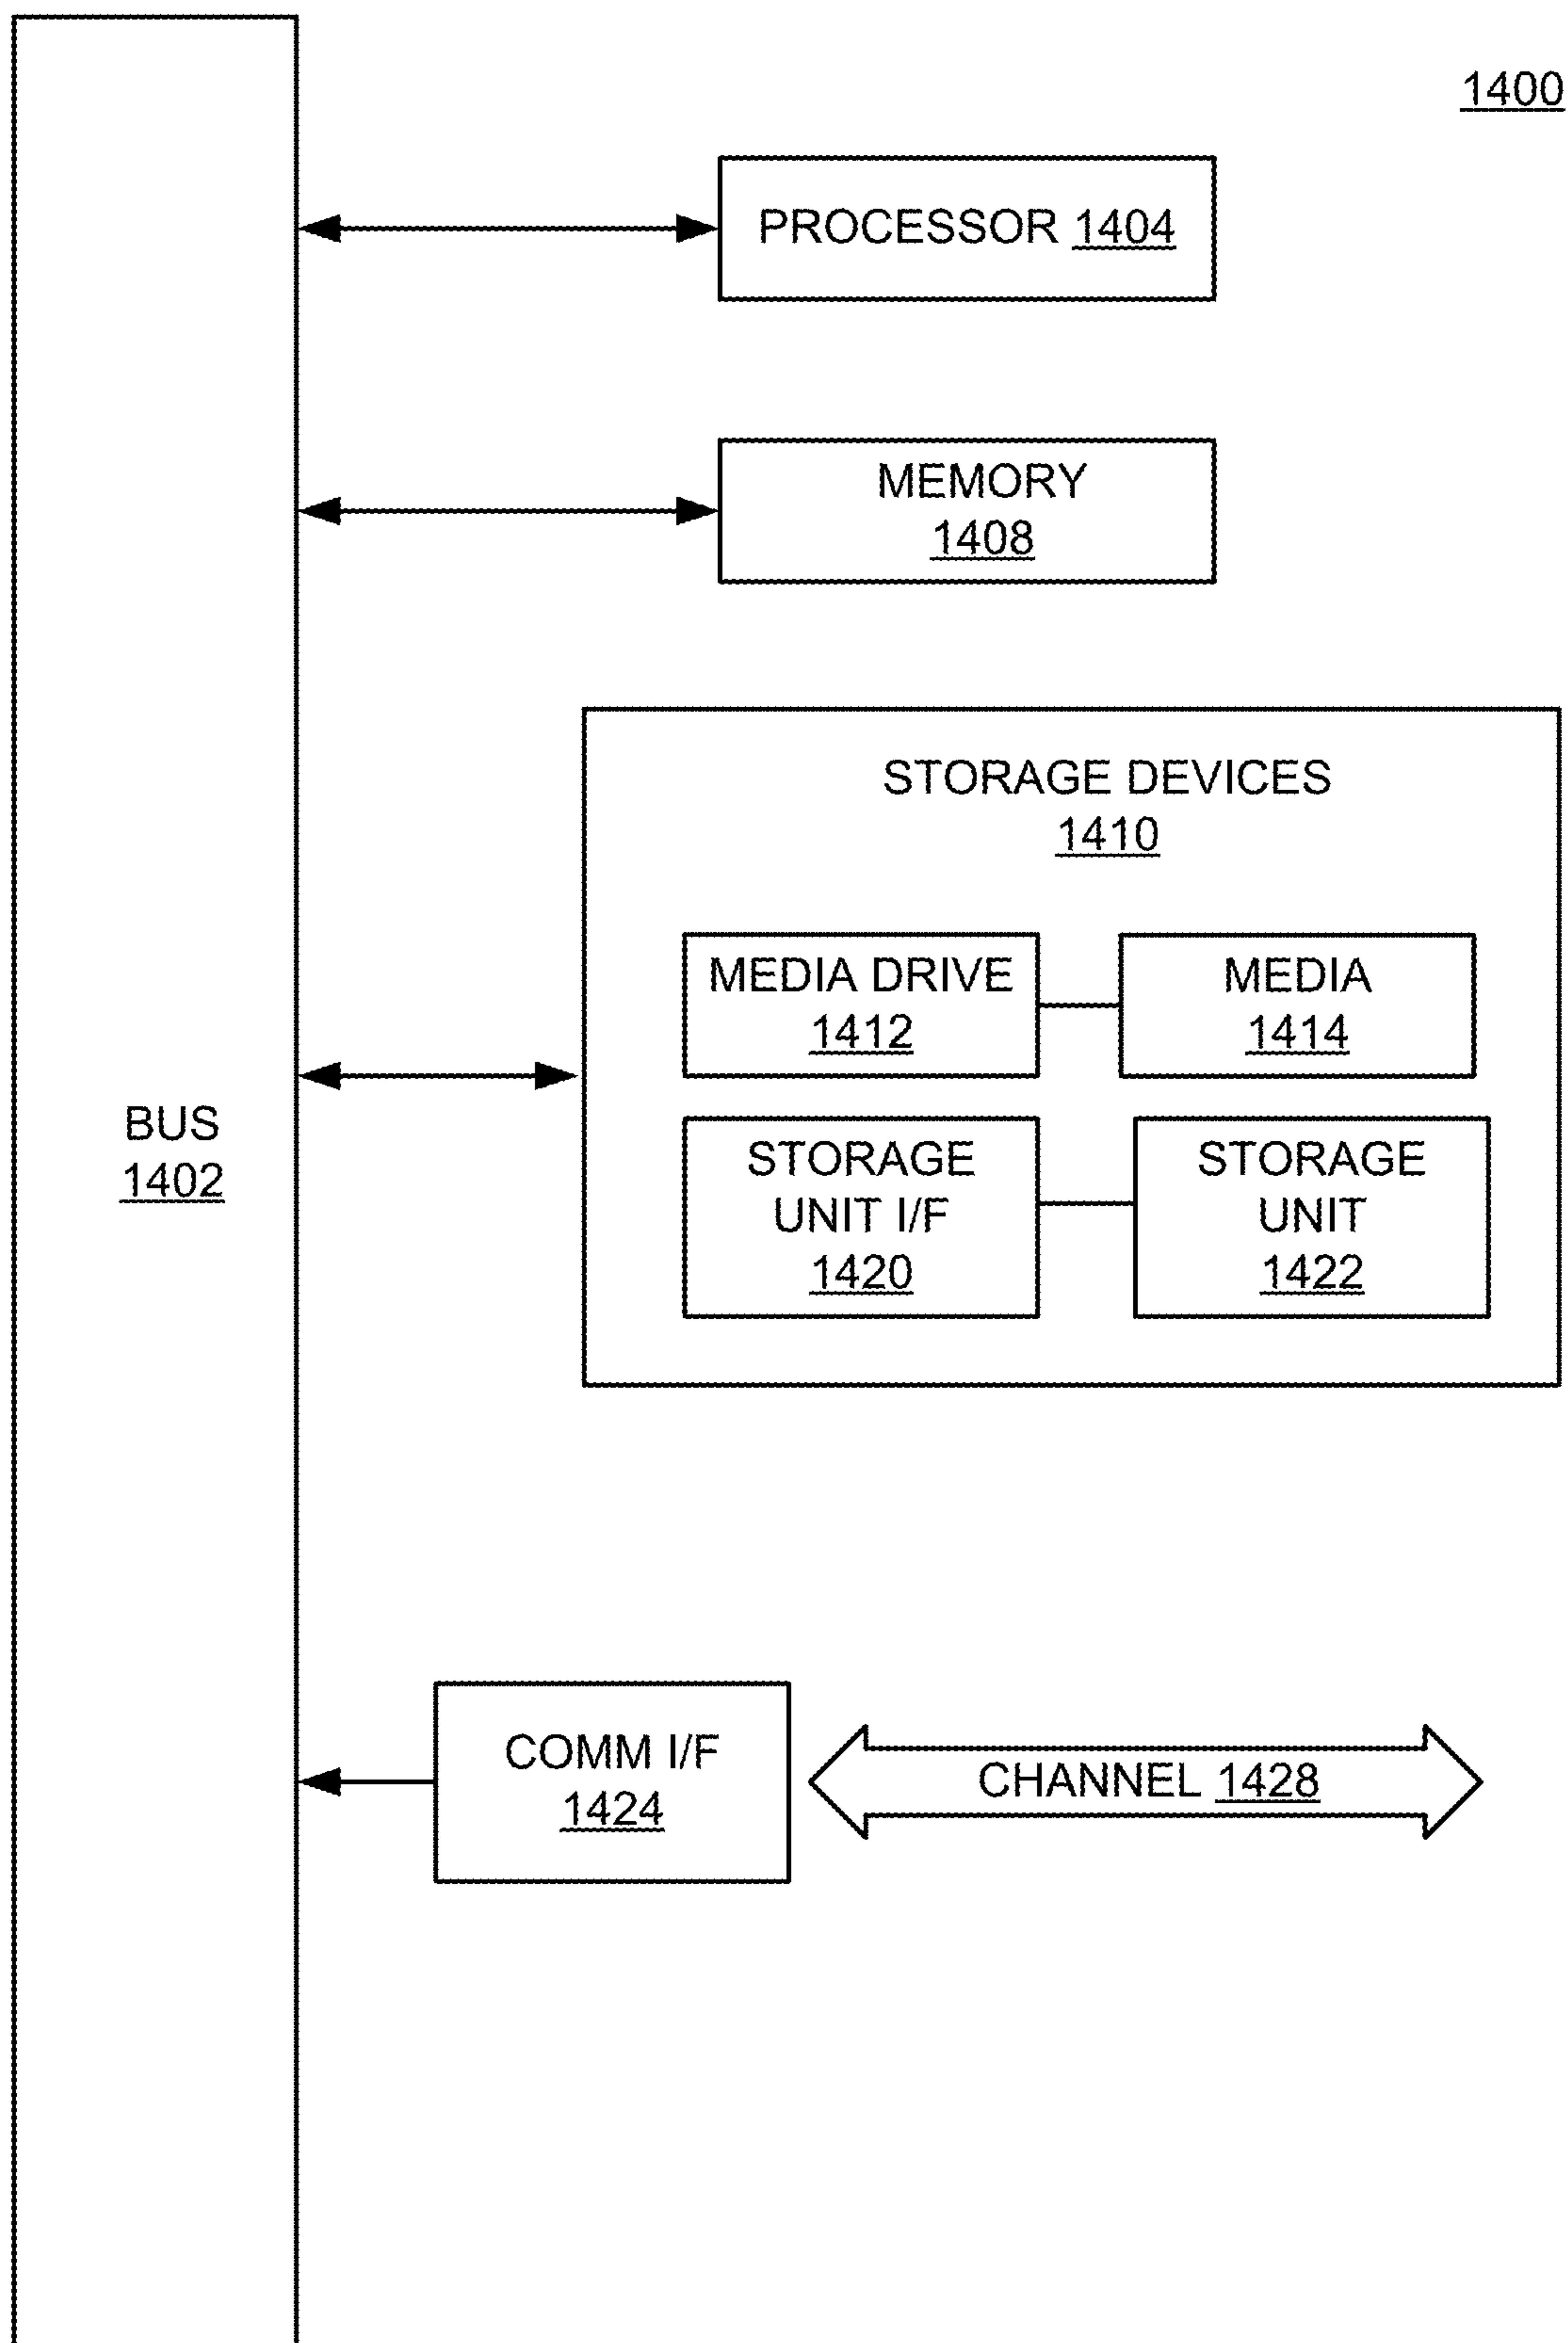 1400
PROCESSOR 1404
MEMORY
1408
STORAGE DEVICES
1410
MEDIA DRIVE
1412
MEDIA
1414
BUS
1402
STORAGE
UNIT I/F
1420
STORAGE
UNIT
1422
COMM I/F
1424
CHANNEL 1428